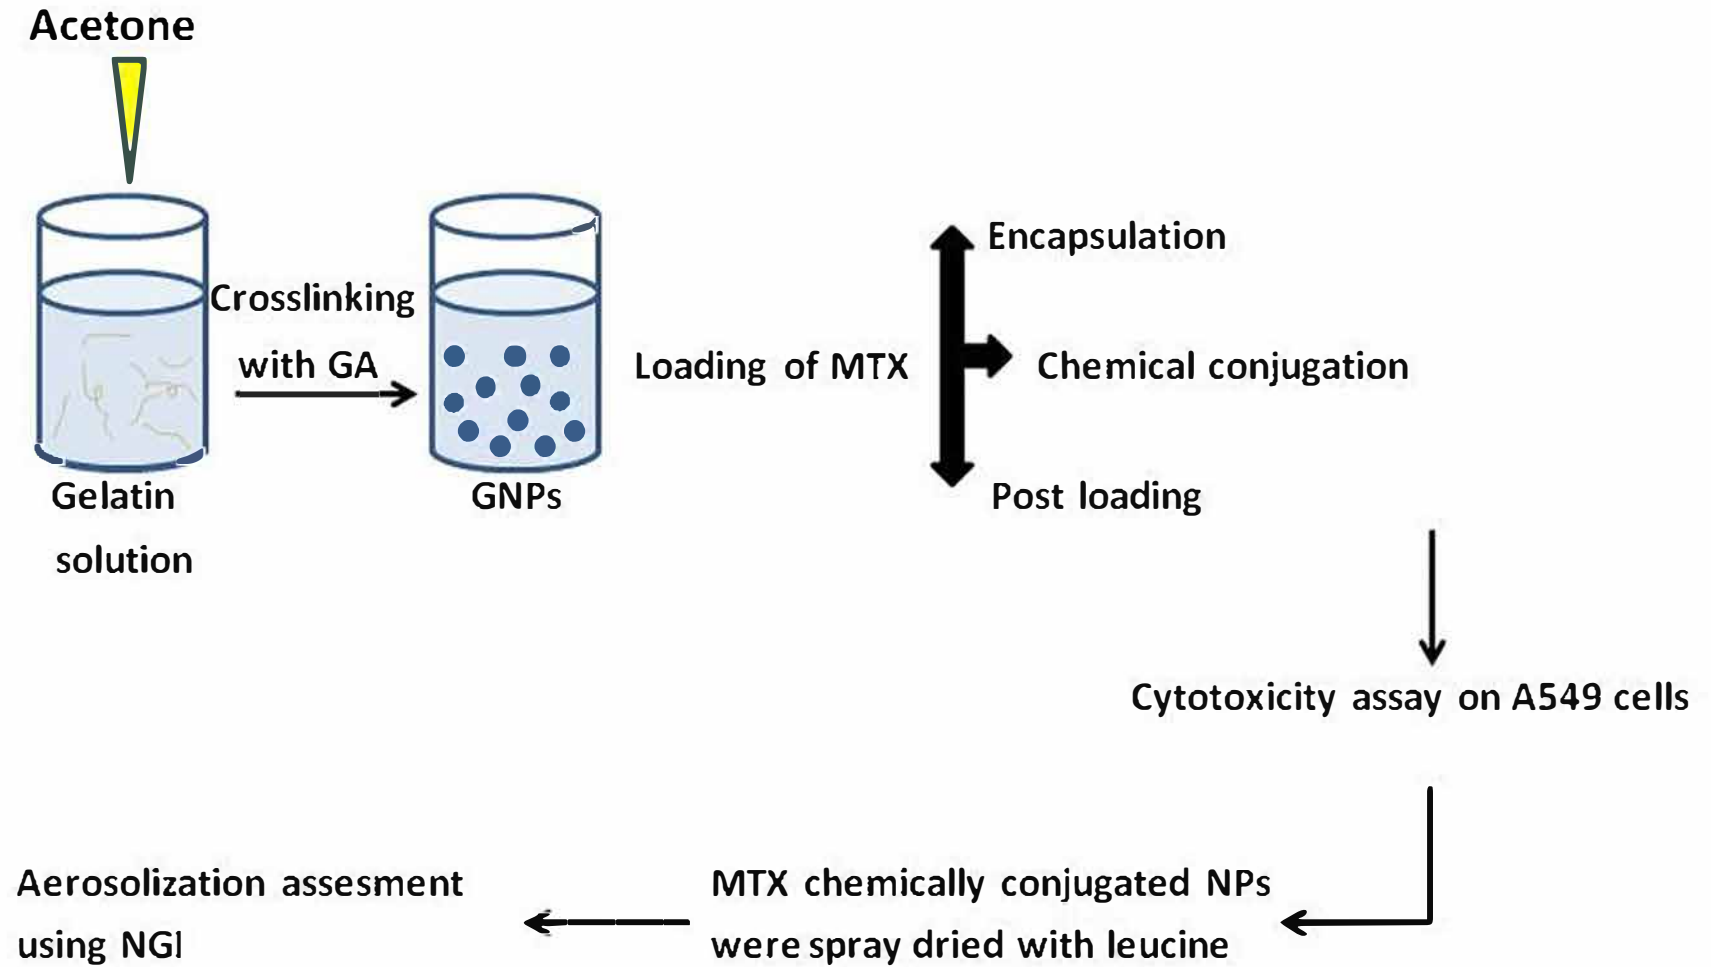 Acetone
Crosslinking
with GA
Gelatin
solution
GNPs
Loading of MTX
Encapsulation
Chemical conjugation
Post loading
Cytotoxicity assay on A549 cells
MTX chemically conjugated NPs
were spray dried with leucine
Aerosolization assesment
using NGI